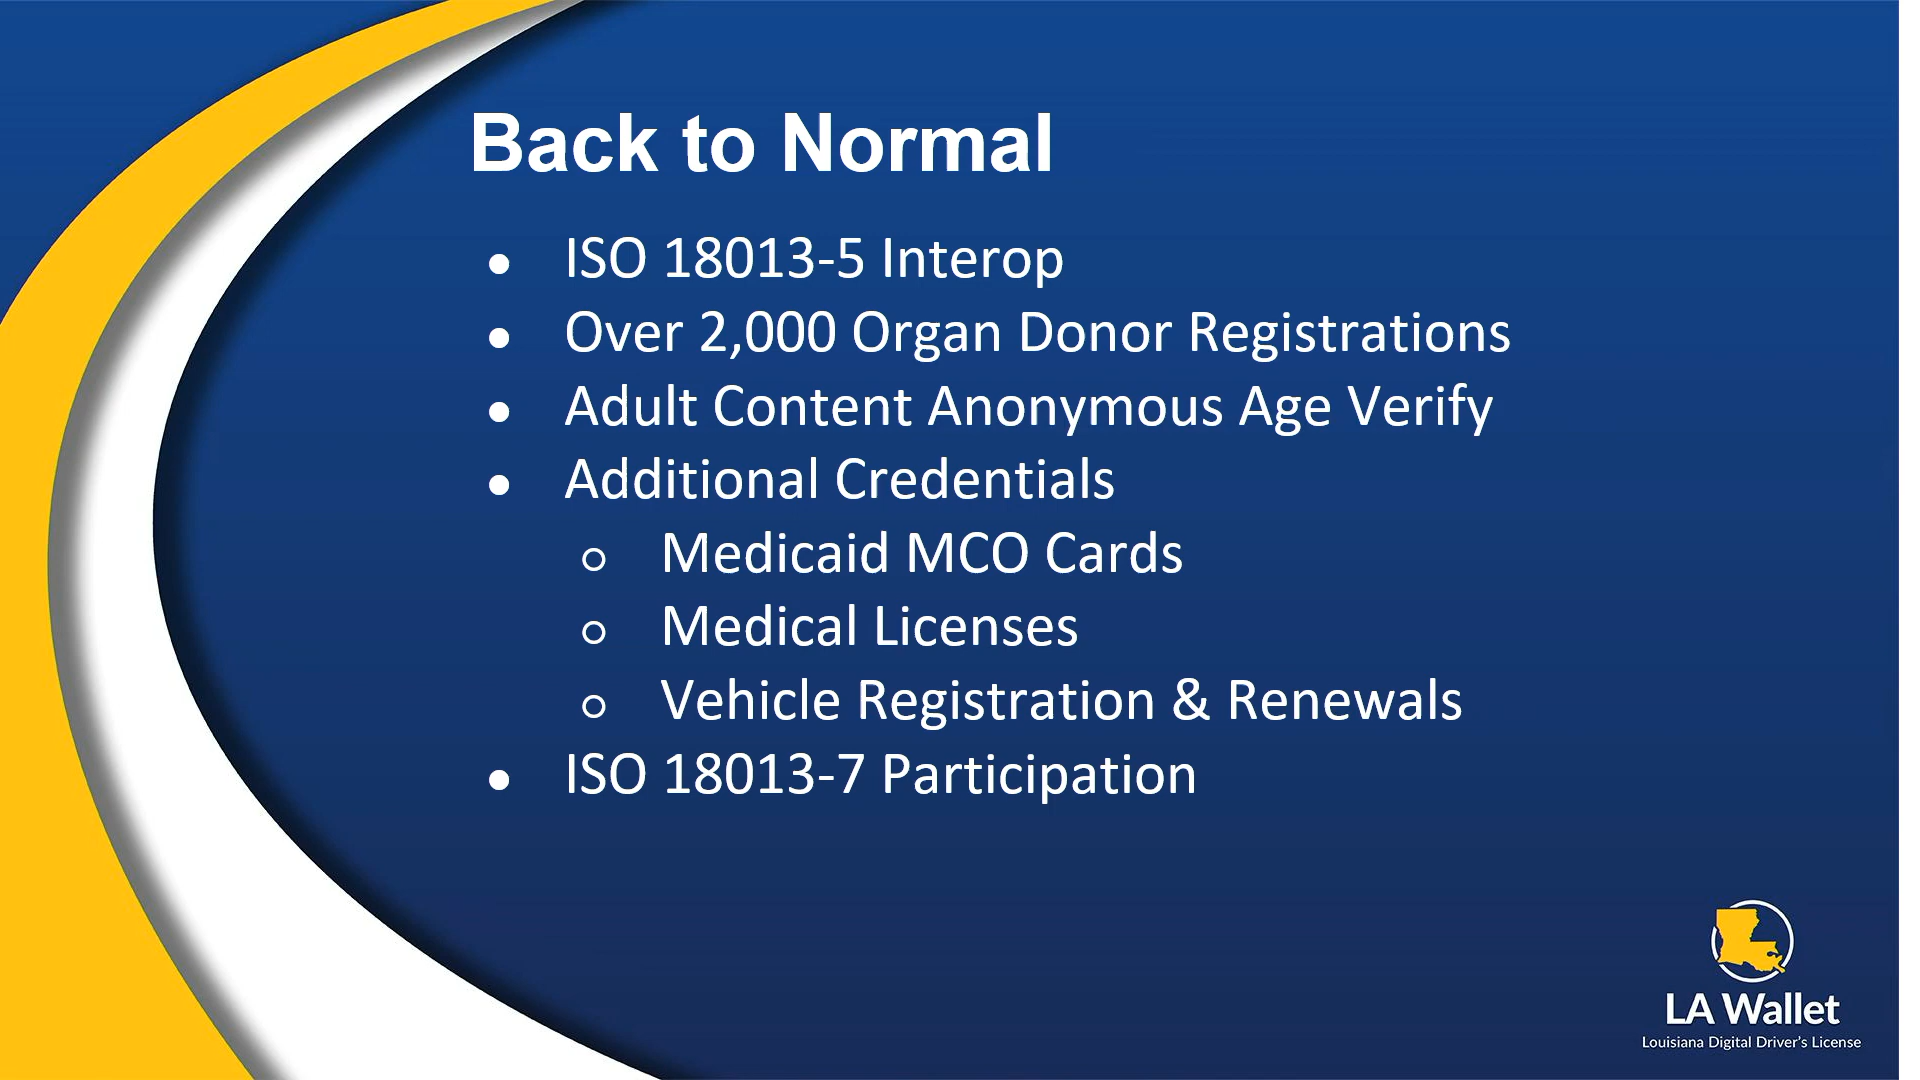 Back to Normal
● ISO 18013-5 Interop
● Over 2,000 Organ Donor Registrations
● Adult Content Anonymous Age Verify
● Additional Credentials
○ Medicaid MCO Cards
○ Medical Licenses
○ Vehicle Registration & Renewals
● ISO 18013-7 Participation
LA Wallet
Louisiana Digital Driver's License